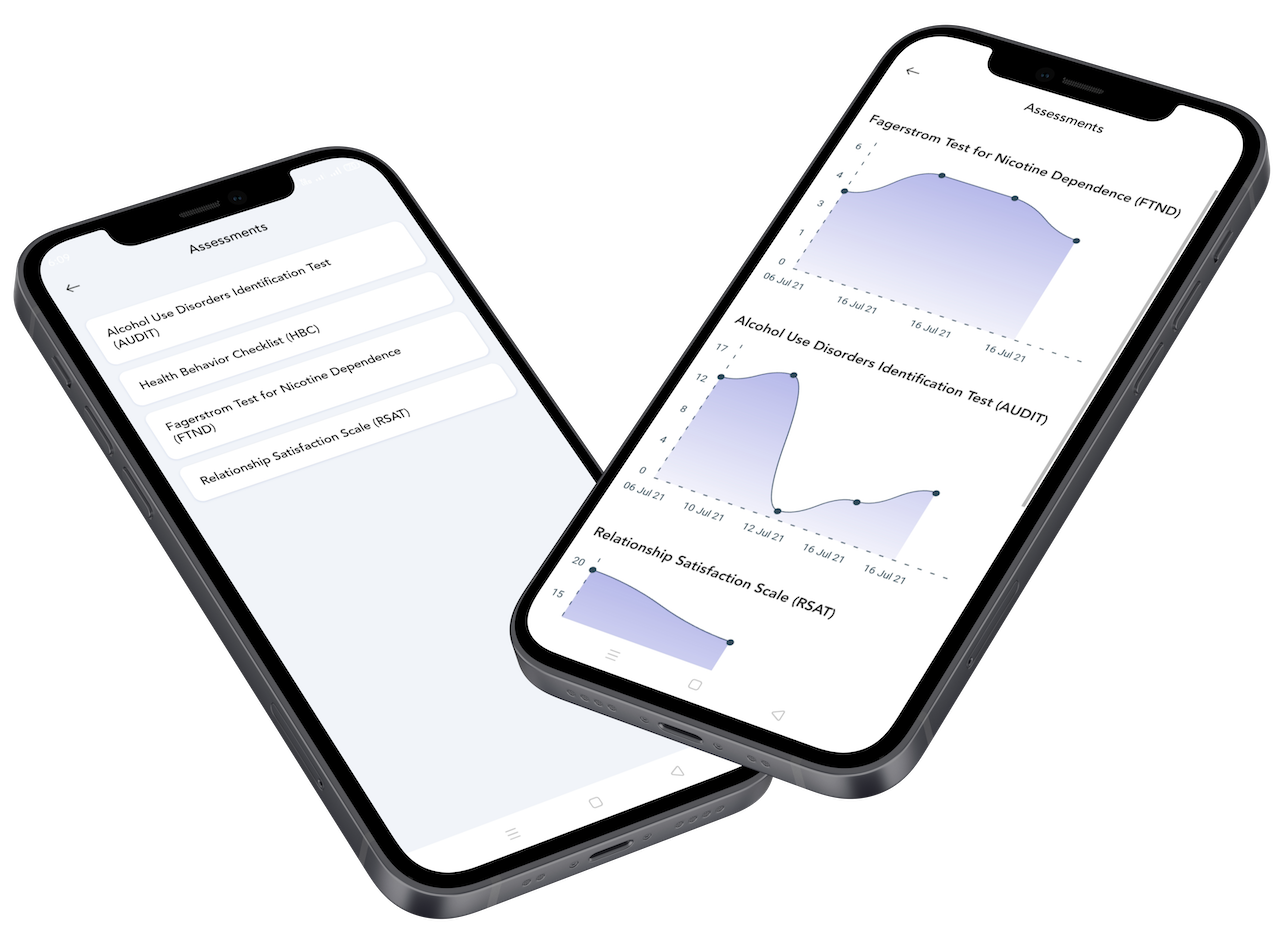 Assessments
Alcohol Use Disorders Identification Test
(AUDIT)
Health Behavior Checklist (HBC)
Fagerstrom Test for Nicotine Dependence
(FTND)
Relationship Satisfaction Scale (RSAT)
Assessments
Fagerstrom Test for Nicotine Dependence (FTND)
6
4
3
1
0
06 Jul 21
16 Jul 21
16 Jul 21
16 Jul 21
Alcohol Use Disorders Identification Test (AUDIT)
17
12
8
4
0
06 Jul 21
10 Jul 21
12 Jul 21
16 Jul 21
16 Jul 21
Relationship Satisfaction Scale (RSAT)
20
15